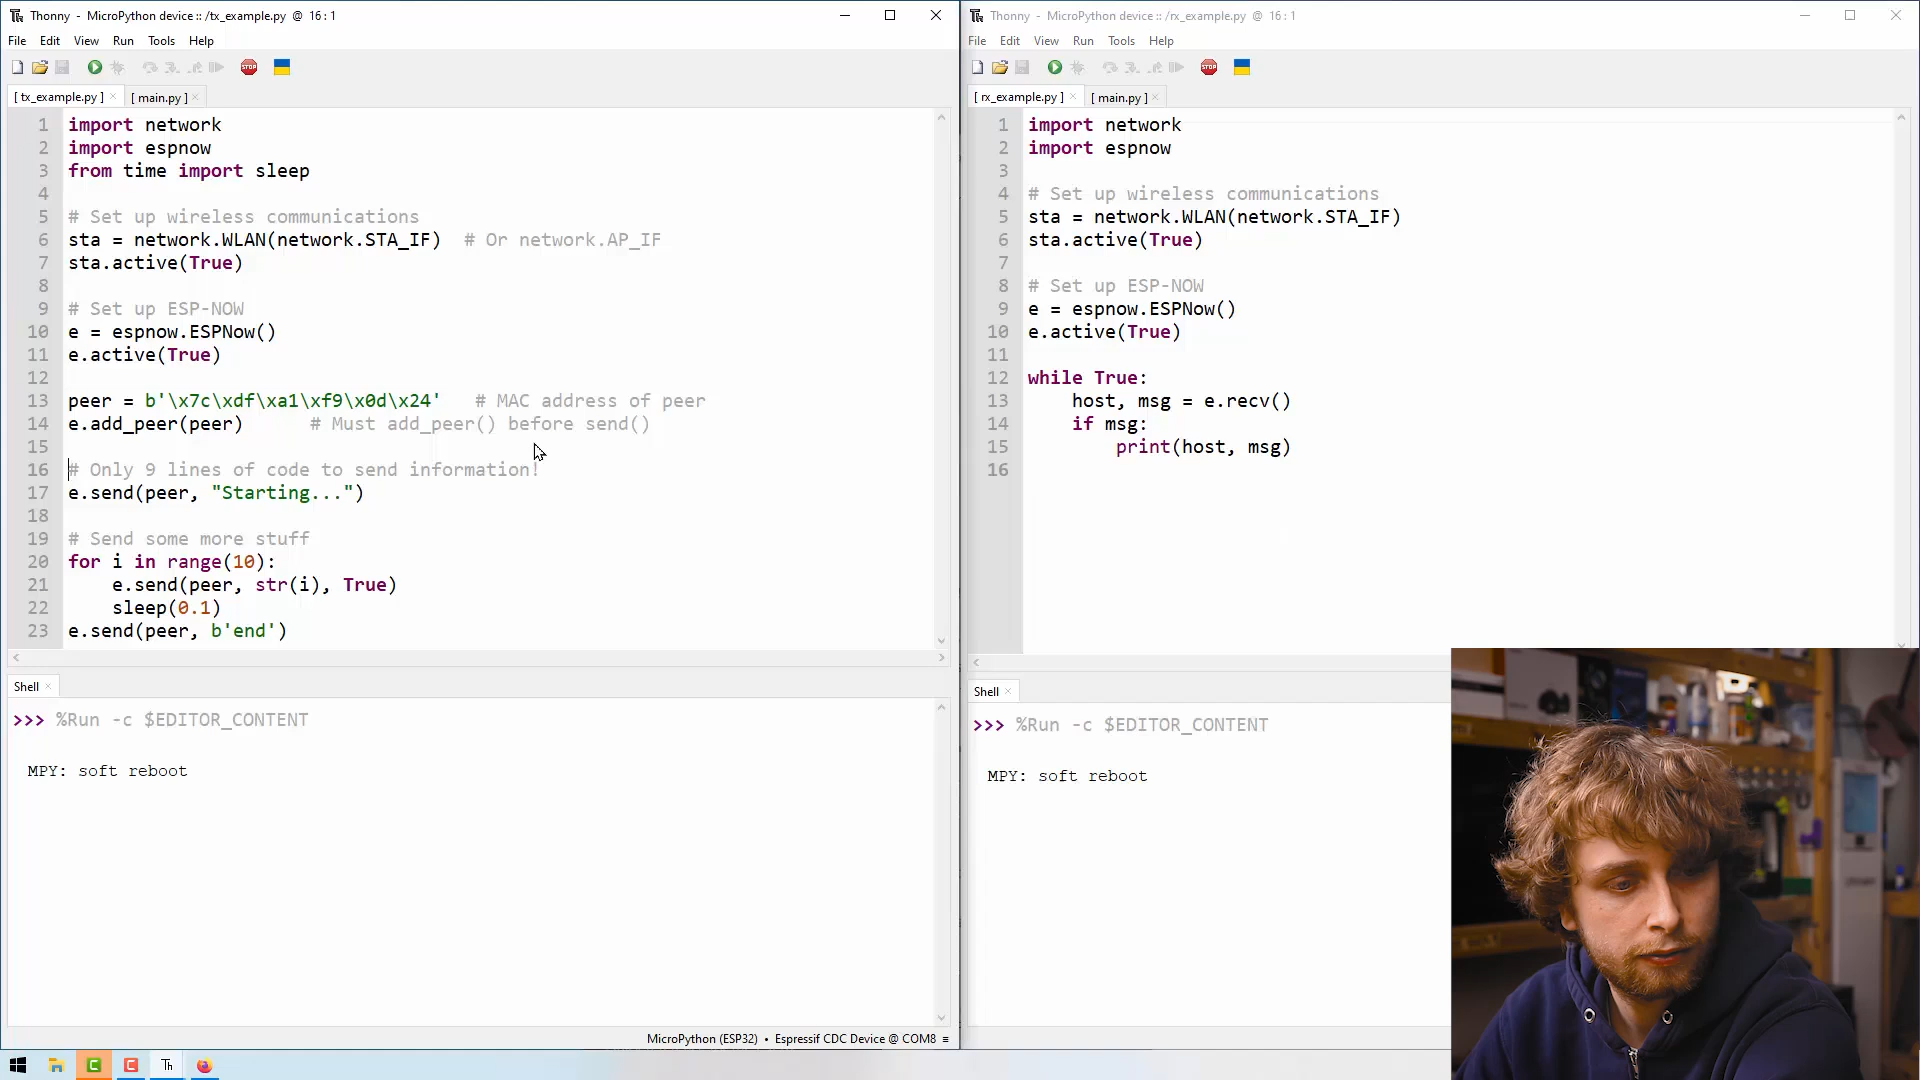 Thonny - MicroPython device :: /tx_example.py @ 16 : 1
File Edit View Run Tools Help
STOP
[ tx_example.py ] × [ main.py ] ×
1 import network
2 import espnow
3 from time import sleep
4
5 # Set up wireless communications
6 sta = network.WLAN(network.STA_IF)  # Or network.AP_IF
7 sta.active(True)
8
9 # Set up ESP-NOW
10 e = espnow.ESPNow()
11 e.active(True)
12
13 peer = b'\x7c\xdf\xa1\xf9\x0d\x24'   # MAC address of peer
14 e.add_peer(peer)      # Must add_peer() before send()
15
16 # Only 9 lines of code to send information!
17 e.send(peer, "Starting...")
18
19 # Send some more stuff
20 for i in range(10):
21     e.send(peer, str(i), True)
22     sleep(0.1)
23 e.send(peer, b'end')
Shell ×
>>> %Run -c $EDITOR_CONTENT
MPY: soft reboot
MicroPython (ESP32) • Espressif CDC Device @ COM8 ≡
Thonny - MicroPython device :: /rx_example.py @ 16 : 1
File Edit View Run Tools Help
STOP
[ rx_example.py ] × [ main.py ] ×
1 import network
2 import espnow
3
4 # Set up wireless communications
5 sta = network.WLAN(network.STA_IF)
6 sta.active(True)
7
8 # Set up ESP-NOW
9 e = espnow.ESPNow()
10 e.active(True)
11
12 while True:
13     host, msg = e.recv()
14     if msg:
15         print(host, msg)
16
Shell ×
>>> %Run -c $EDITOR_CONTENT
MPY: soft reboot